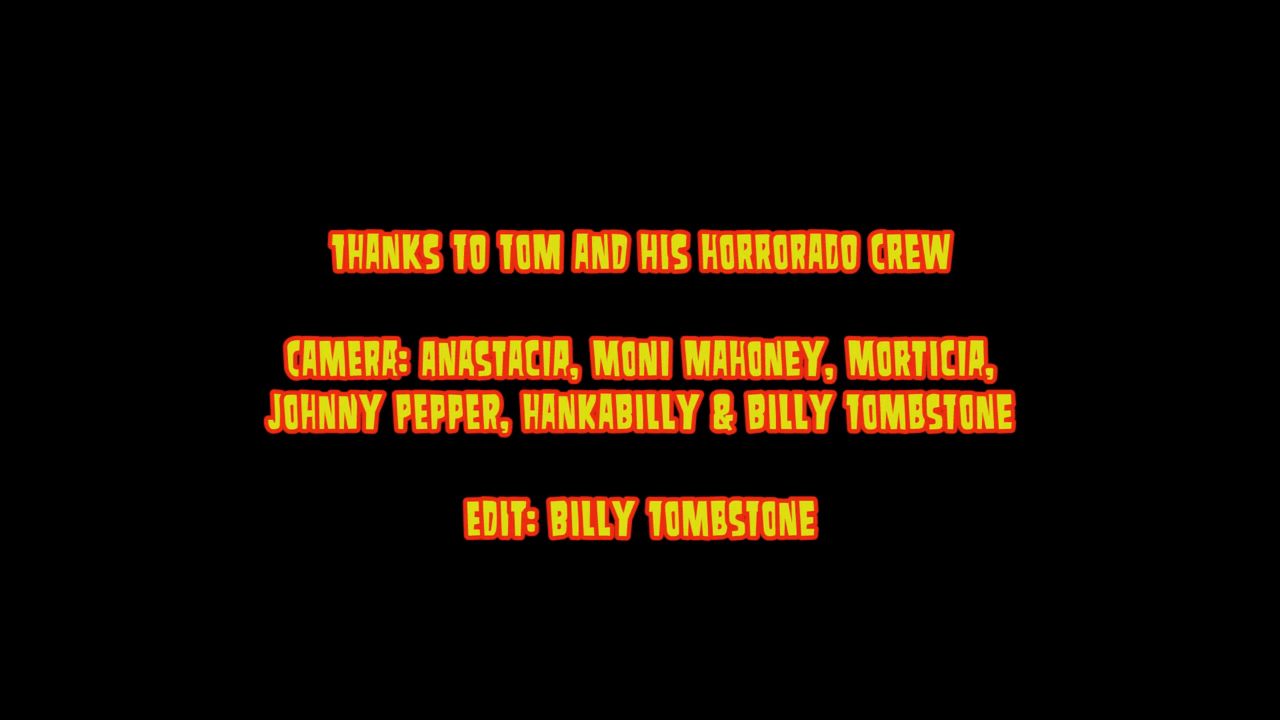 THANKS TO TOM AND HIS HORRORADO CREW
CAMERA: ANASTACIA, MONI MAHONEY, MORTICIA,
JOHNNY PEPPER, HANKABILLY & BILLY TOMBSTONE
EDIT: BILLY TOMBSTONE